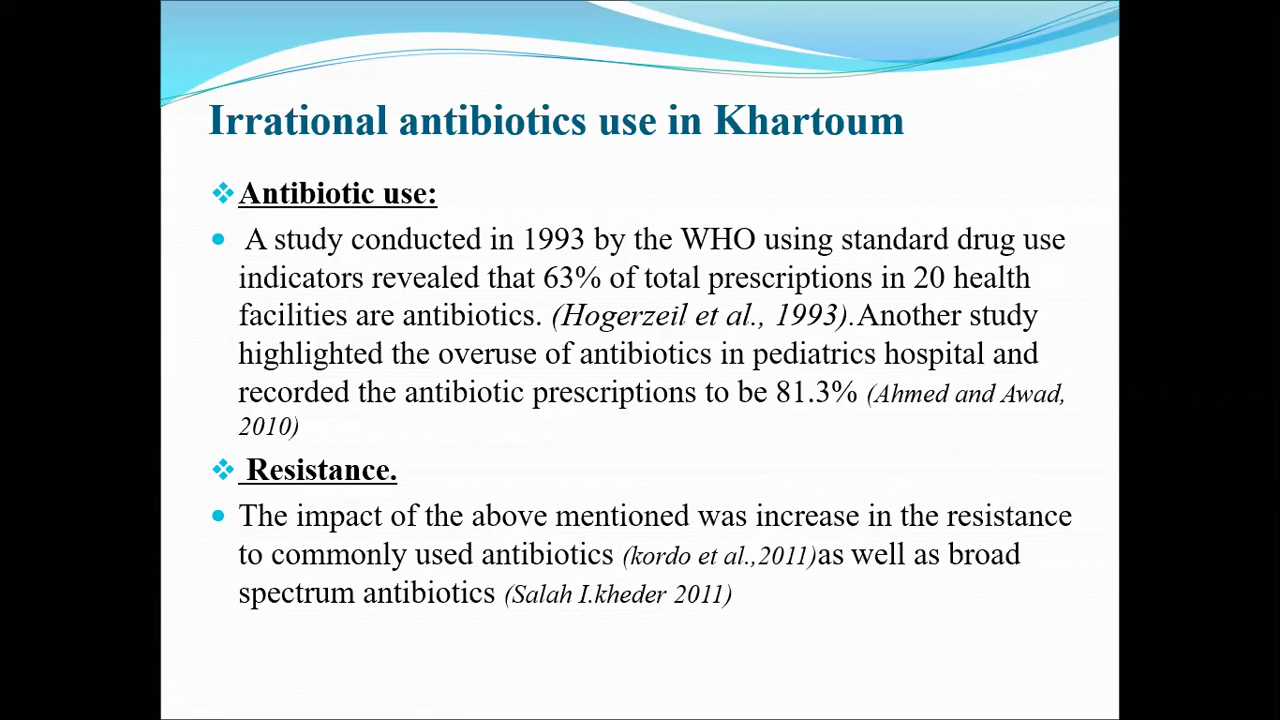 Irrational antibiotics use in Khartoum
❖Antibiotic use:
• A study conducted in 1993 by the WHO using standard drug use
indicators revealed that 63% of total prescriptions in 20 health
facilities are antibiotics. (Hogerzeil et al., 1993).Another study
highlighted the overuse of antibiotics in pediatrics hospital and
recorded the antibiotic prescriptions to be 81.3% (Ahmed and Awad,
2010)
❖ Resistance.
• The impact of the above mentioned was increase in the resistance
to commonly used antibiotics (kordo et al.,2011)as well as broad
spectrum antibiotics (Salah I.kheder 2011)